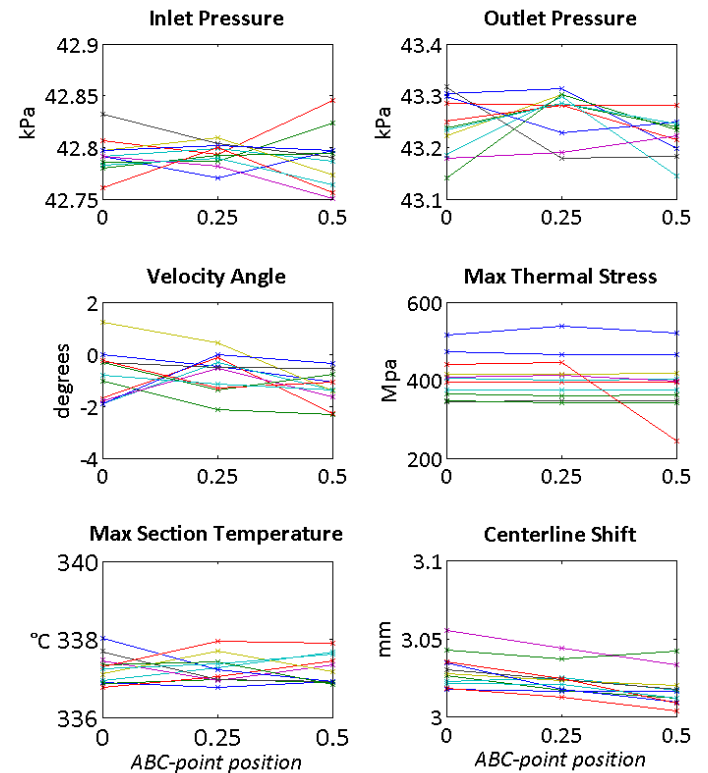 Inlet Pressure
42.9
42.85
42.8
42.75
kPa
0 0.25 0.5
Outlet Pressure
43.4
43.3
43.2
43.1
kPa
0 0.25 0.5
Velocity Angle
2
0
-2
-4
degrees
0 0.25 0.5
Max Thermal Stress
600
400
200
Mpa
0 0.25 0.5
Max Section Temperature
340
338
336
°C
0 0.25 0.5
ABC-point position
Centerline Shift
3.1
3.05
3
mm
0 0.25 0.5
ABC-point position